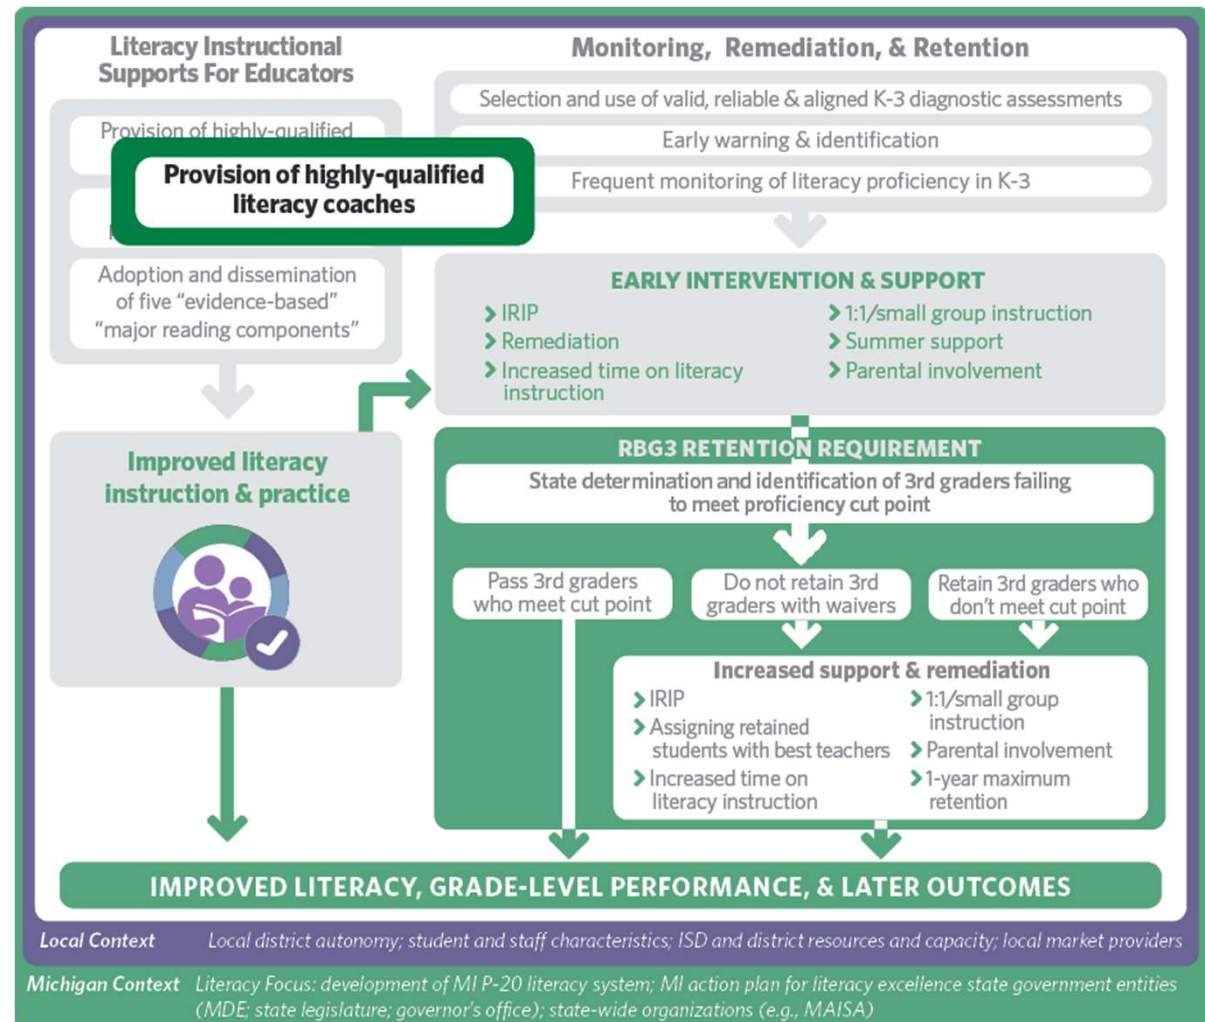 Literacy Instructional
Supports For Educators
Provision of highly-qualified
Provision of highly-qualified
literacy coaches
Adoption and dissemination
of five “evidence-based”
“major reading components”
Improved literacy
instruction & practice
Monitoring, Remediation, & Retention
Selection and use of valid, reliable & aligned K-3 diagnostic assessments
Early warning & identification
Frequent monitoring of literacy proficiency in K-3
EARLY INTERVENTION & SUPPORT
IRIP
Remediation
Increased time on literacy
instruction
1:1/small group instruction
Summer support
Parental involvement
RBG3 RETENTION REQUIREMENT
State determination and identification of 3rd graders failing
to meet proficiency cut point
Pass 3rd graders
who meet cut point
Do not retain 3rd
graders with waivers
Retain 3rd graders who
don’t meet cut point
Increased support & remediation
IRIP
Assigning retained
students with best teachers
Increased time on
literacy instruction
1:1/small group
instruction
Parental involvement
1-year maximum
retention
IMPROVED LITERACY, GRADE-LEVEL PERFORMANCE, & LATER OUTCOMES
Local Context Local district autonomy; student and staff characteristics; ISD and district resources and capacity; local market providers
Michigan Context Literacy Focus: development of MI P-20 literacy system; MI action plan for literacy excellence state government entities
(MDE; state legislature; governor’s office); state-wide organizations (e.g., MAISA)